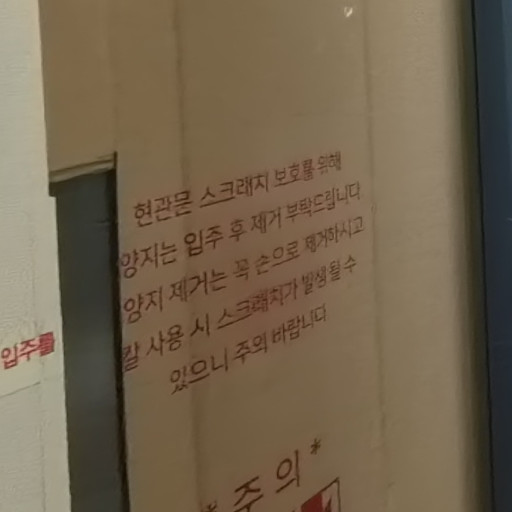 현관문 스크래치 보호를 위해
양지는 입주 후 제거 부탁드립니다
양지 제거는 꼭 손으로 제거하시고
칼 사용 시 스크래치가 발생 될 수
있으니 주의 바랍니다
입주를
* 주 의 *